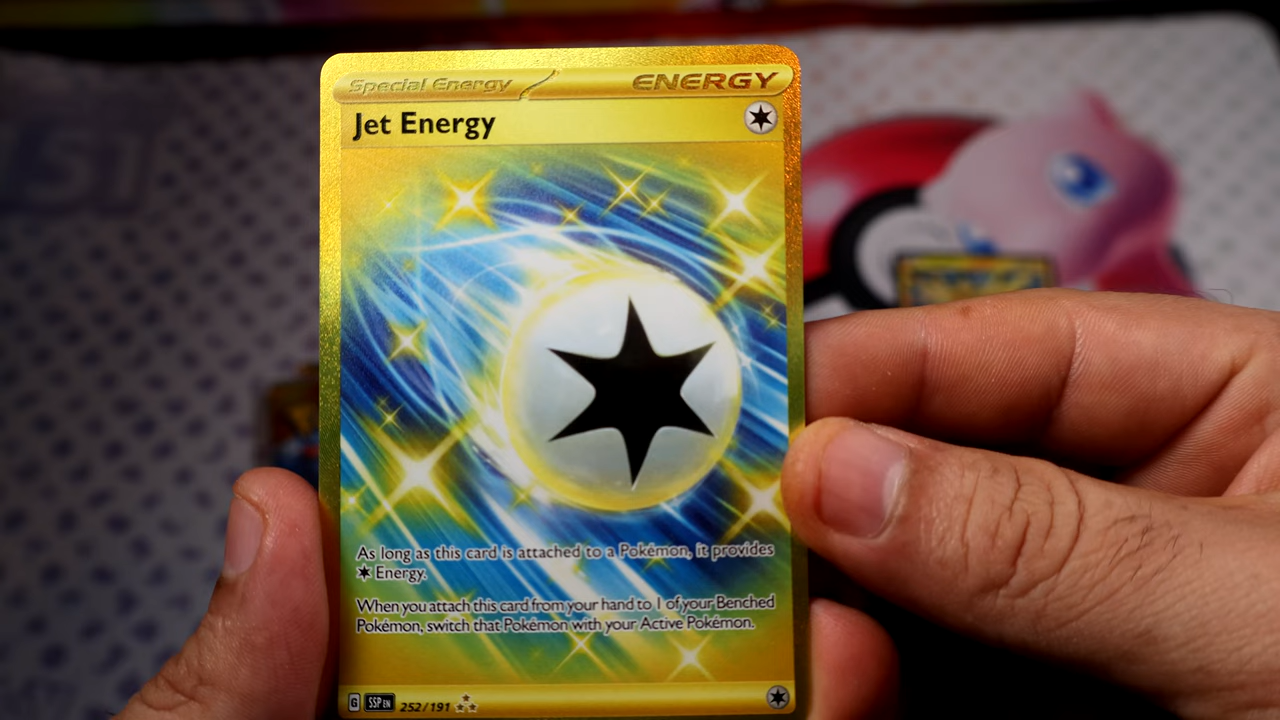 Special Energy ENERGY
Jet Energy
As long as this card is attached to a Pokémon, it provides
Energy.
When you attach this card from your hand to 1 of your Benched
Pokémon, switch that Pokémon with your Active Pokémon.
G SSP EN 252/191
151